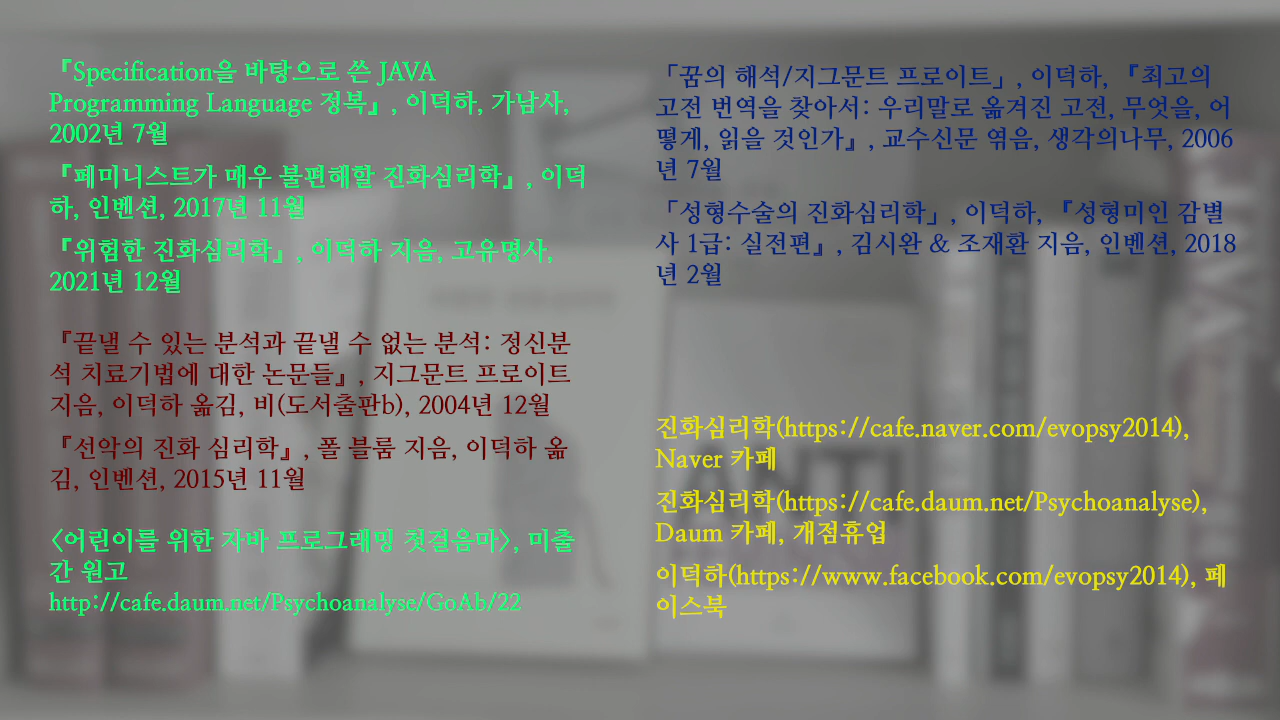 『Specification을 바탕으로 쓴 JAVA
Programming Language 정복』, 이덕하, 가남사,
2002년 7월
『페미니스트가 매우 불편해할 진화심리학』, 이덕
하, 인벤션, 2017년 11월
『위험한 진화심리학』, 이덕하 지음, 고유명사,
2021년 12월
『끝낼 수 있는 분석과 끝낼 수 없는 분석: 정신분
석 치료기법에 대한 논문들』, 지그문트 프로이트
지음, 이덕하 옮김, 비(도서출판b), 2004년 12월
『선악의 진화 심리학』, 폴 블룸 지음, 이덕하 옮
김, 인벤션, 2015년 11월
<어린이를 위한 자바 프로그래밍 첫걸음마>, 미출
간 원고
http://cafe.daum.net/Psychoanalyse/GoAb/22
「꿈의 해석/지그문트 프로이트」, 이덕하, 『최고의
고전 번역을 찾아서: 우리말로 옮겨진 고전, 무엇을, 어
떻게, 읽을 것인가』, 교수신문 엮음, 생각의나무, 2006
년 7월
「성형수술의 진화심리학」, 이덕하, 『성형미인 감별
사 1급: 실전편』, 김시완 & 조재환 지음, 인벤션, 2018
년 2월
진화심리학(https://cafe.naver.com/evopsy2014),
Naver 카페
진화심리학(https://cafe.daum.net/Psychoanalyse),
Daum 카페, 개점휴업
이덕하(https://www.facebook.com/evopsy2014), 페
이스북